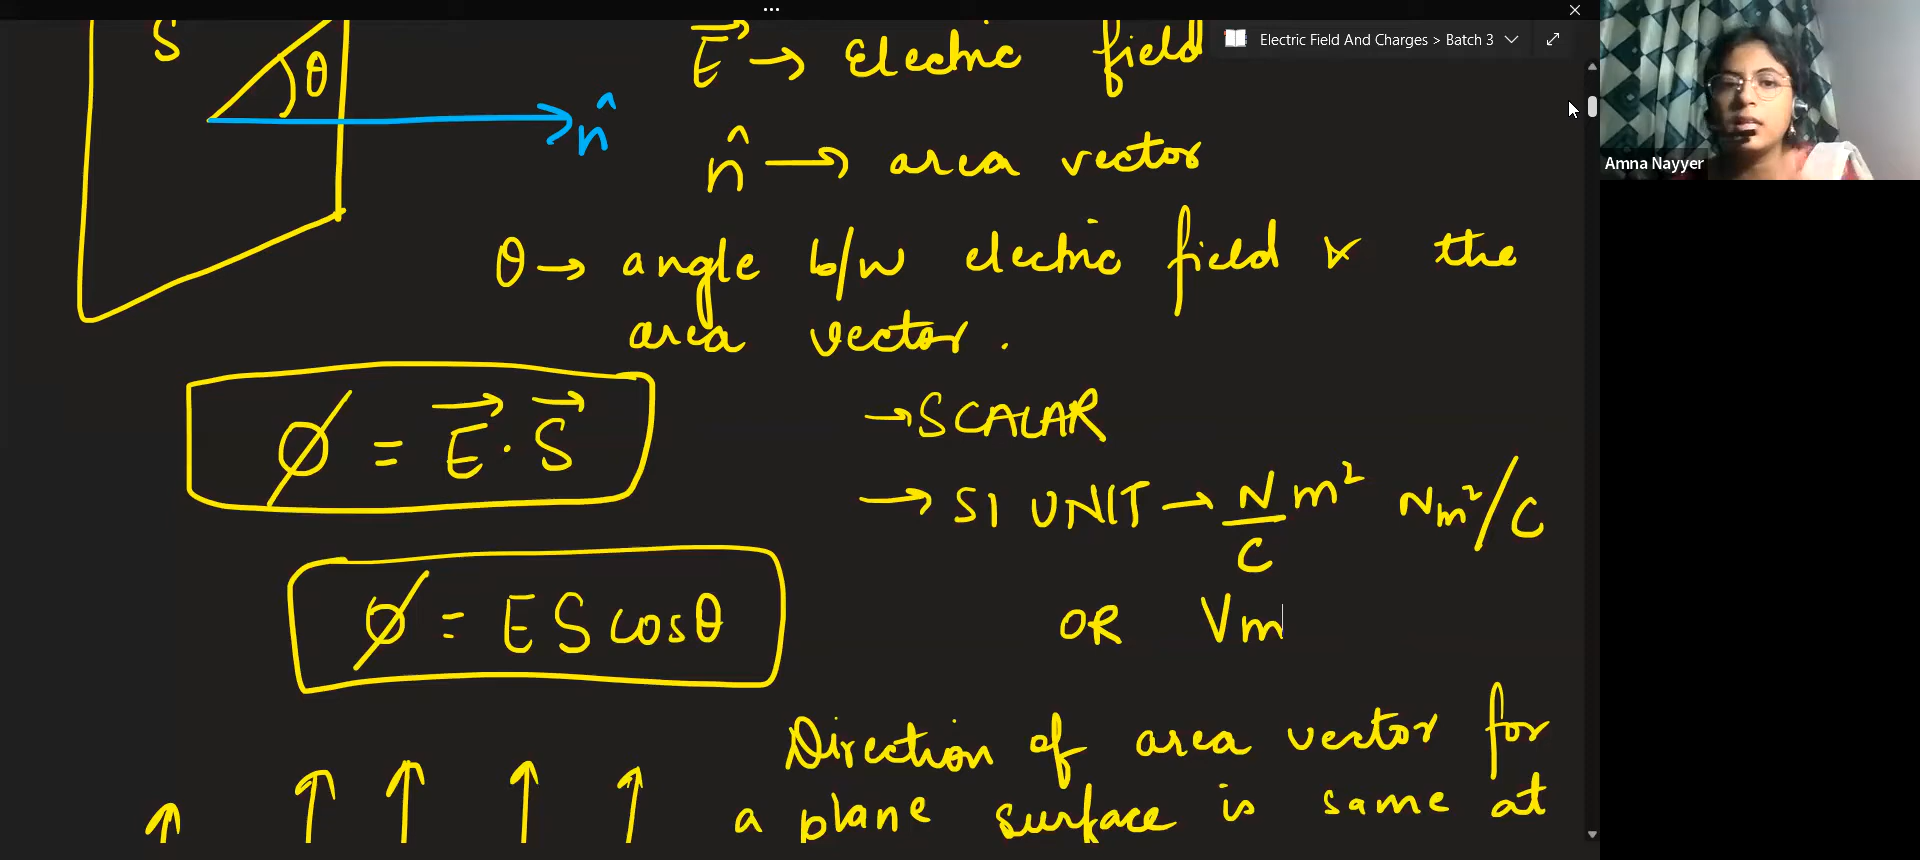 Electric Field And Charges > Batch 3
Amna Nayyer
S
θ
n̂
E⃗ → Electric field
n̂ → area vector
θ → angle b/w electric field & the
area vector.
ϕ = E⃗ · S⃗
→ SCALAR
→ SI UNIT → N/C m² Nm²/C
ϕ = E S cosθ
OR Vm
Direction of area vector for
a plane surface is same at